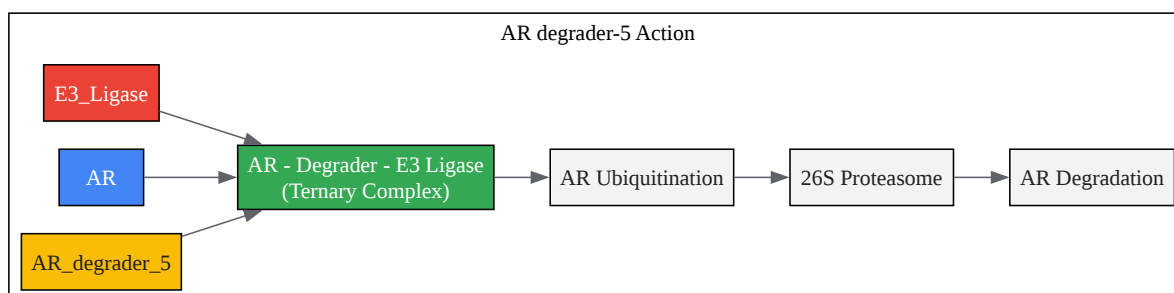 AR degrader-5 Action
E3_Ligase
AR
AR_degrader_5
AR - Degrader - E3 Ligase
(Ternary Complex)
AR Ubiquitination
26S Proteasome
AR Degradation